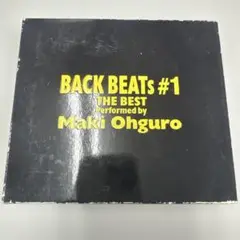 BACK BEATs #1
THE BEST
Performed by
Maki Ohguro